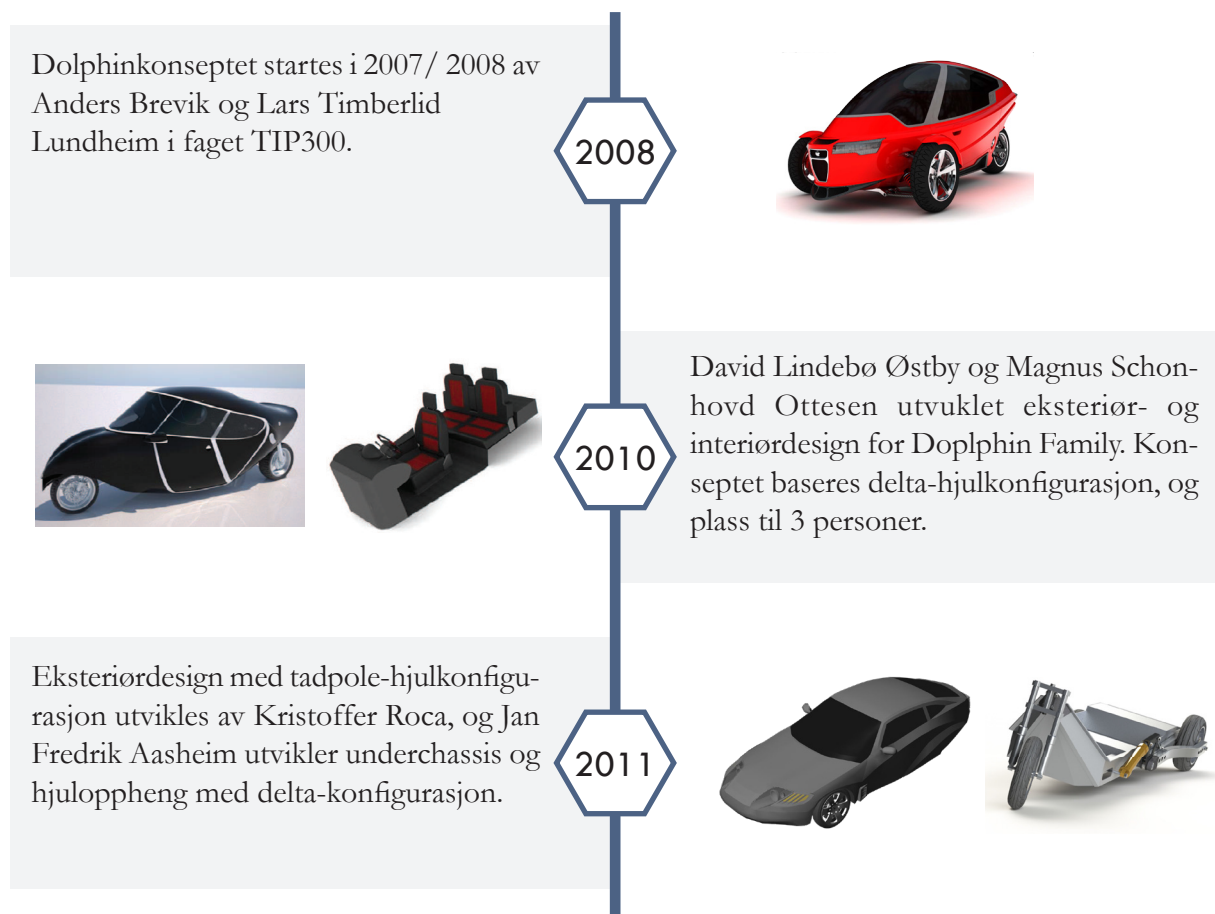 Dolphinkonseptet startes i 2007/ 2008 av
Anders Brevik og Lars Timberlid
Lundheim i faget TIP300.
2008
David Lindebø Østby og Magnus Schon-
hovd Ottesen utvuklet eksteriør- og
interiørdesign for Doplphin Family. Kon-
septet baseres delta-hjulkonfigurasjon, og
plass til 3 personer.
2010
Eksteriørdesign med tadpole-hjulkonfigu-
rasjon utvikles av Kristoffer Roca, og Jan
Fredrik Aasheim utvikler underchassis og
hjuloppheng med delta-konfigurasjon.
2011